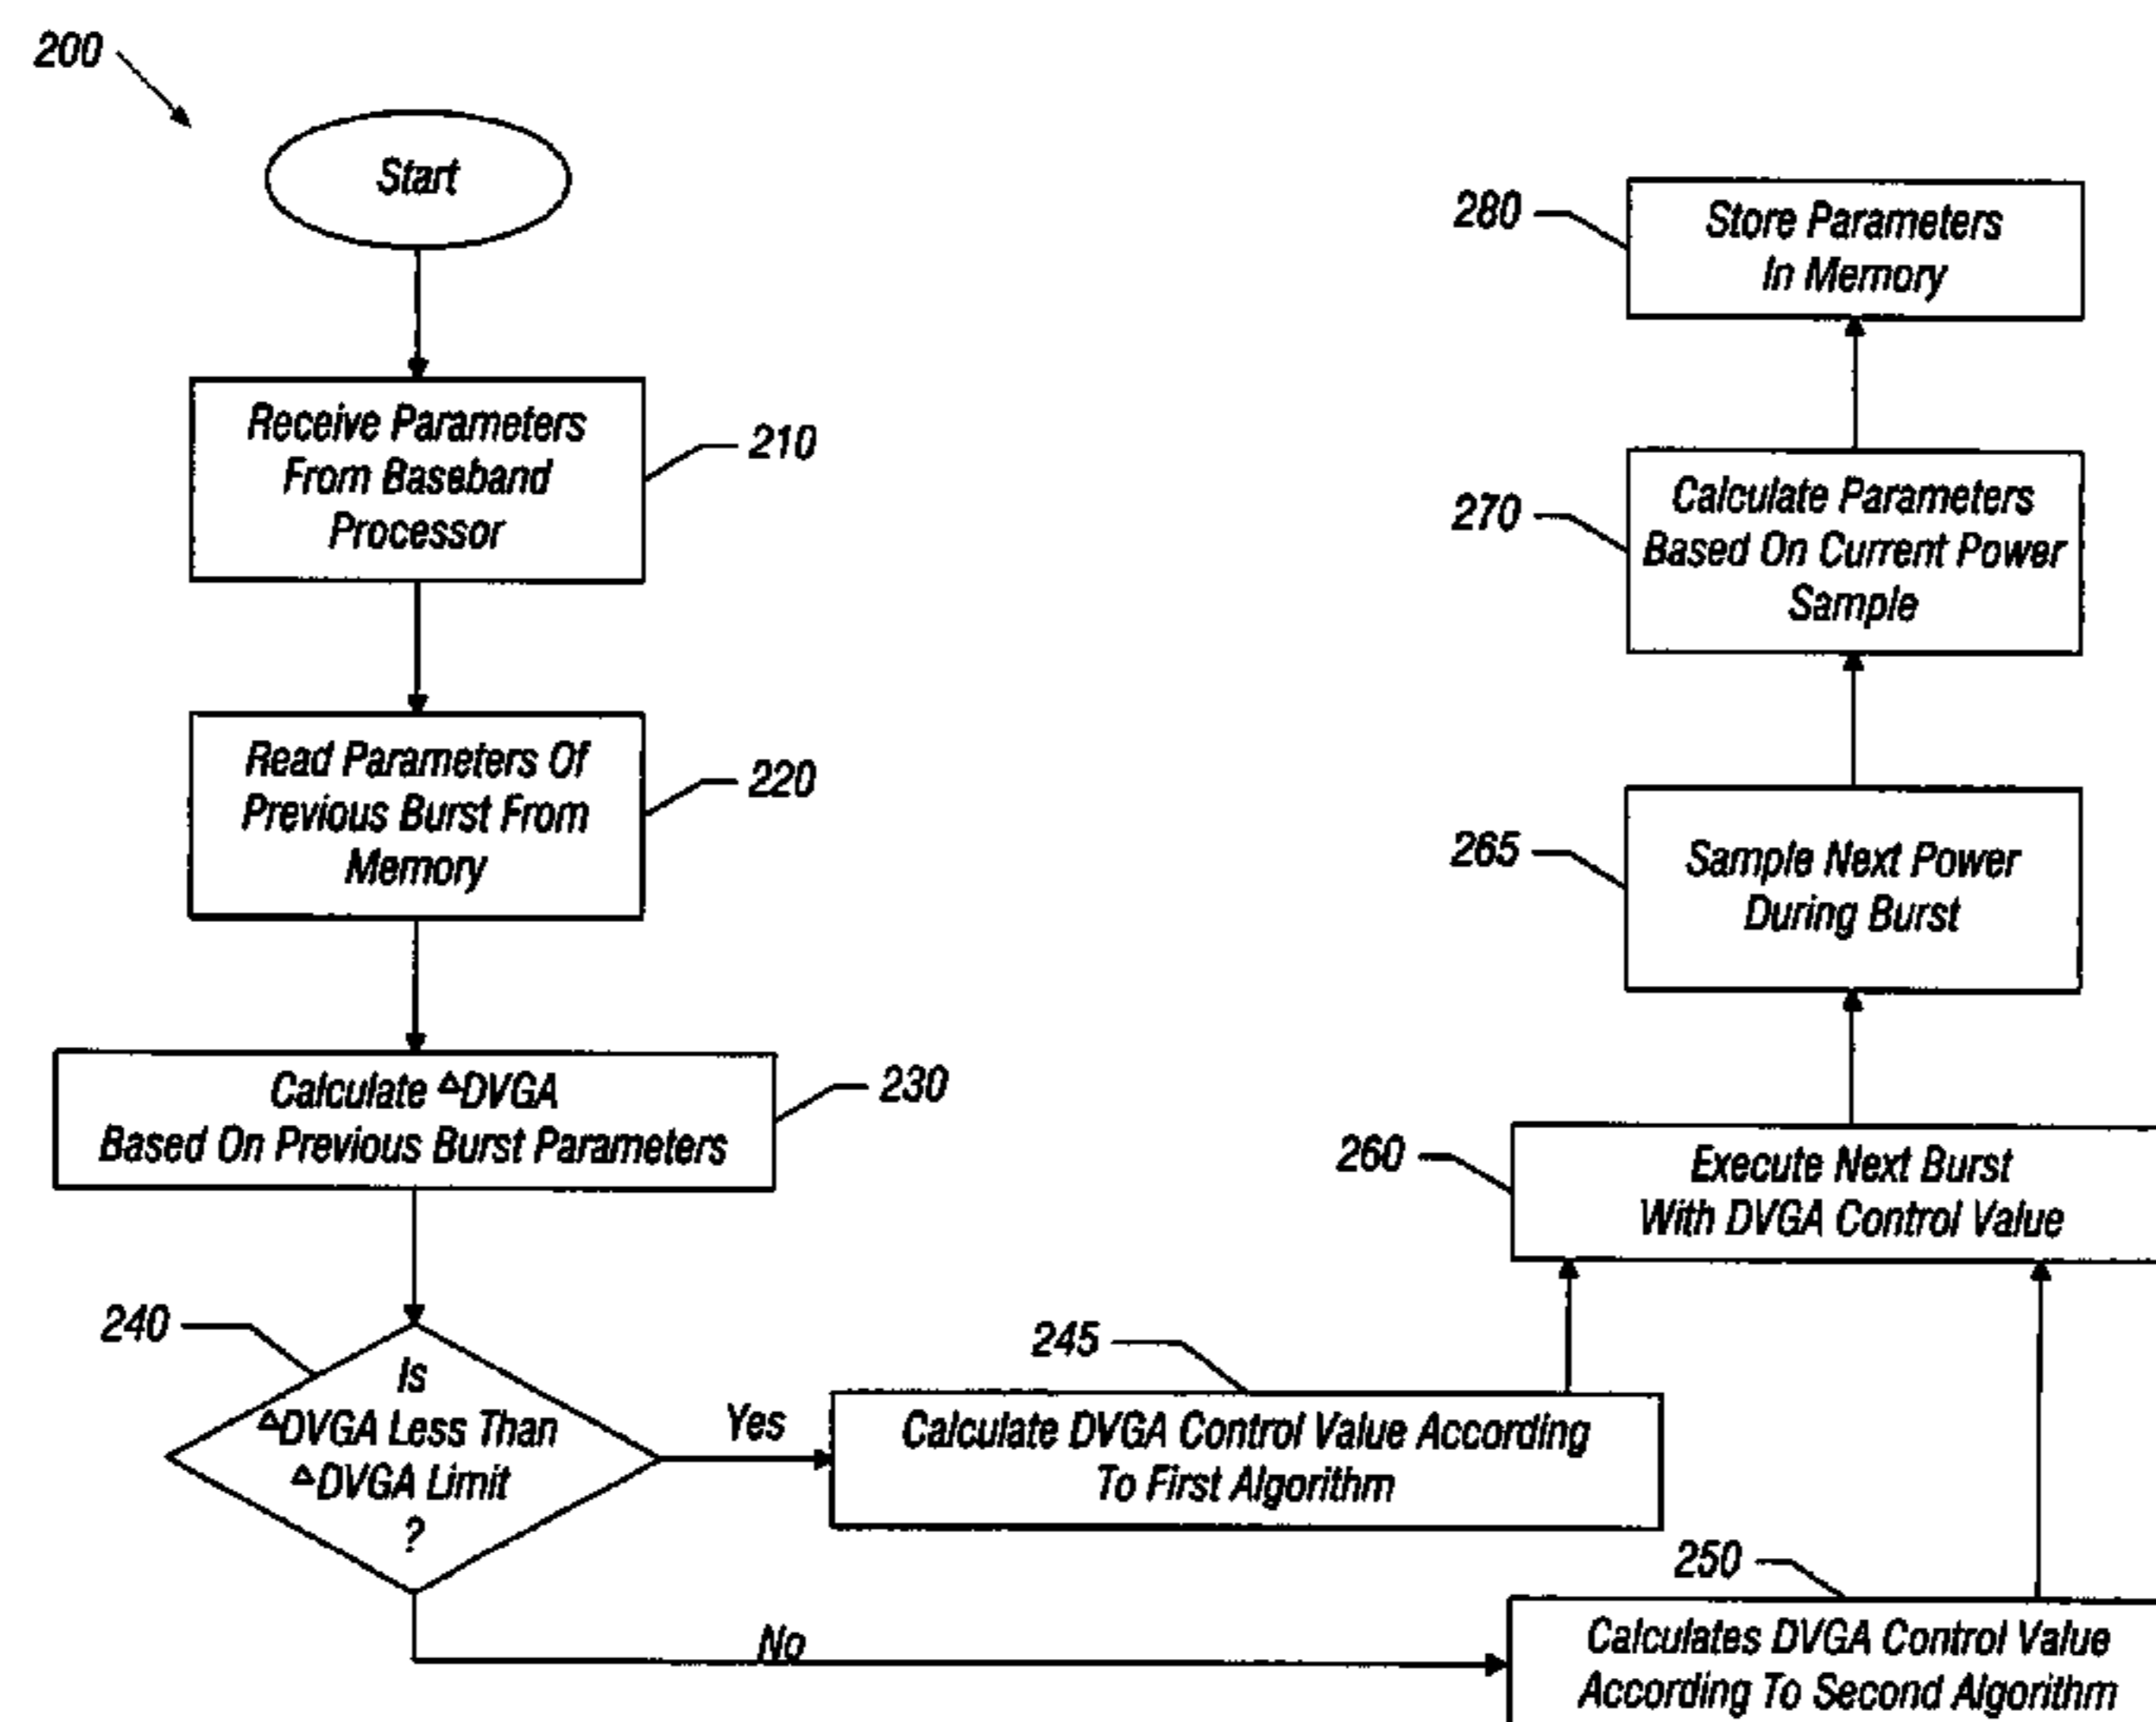 200
Start
Receive Parameters
From Baseband
Processor
210
Read Parameters Of
Previous Burst From
Memory
220
Calculate ΔDVGA
Based On Previous Burst Parameters
230
240
Is
ΔDVGA Less Than
ΔDVGA Limit
?
Yes
No
245
Calculate DVGA Control Value According
To First Algorithm
250
Calculates DVGA Control Value
According To Second Algorithm
260
Execute Next Burst
With DVGA Control Value
265
Sample Next Power
During Burst
270
Calculate Parameters
Based On Current Power
Sample
280
Store Parameters
In Memory